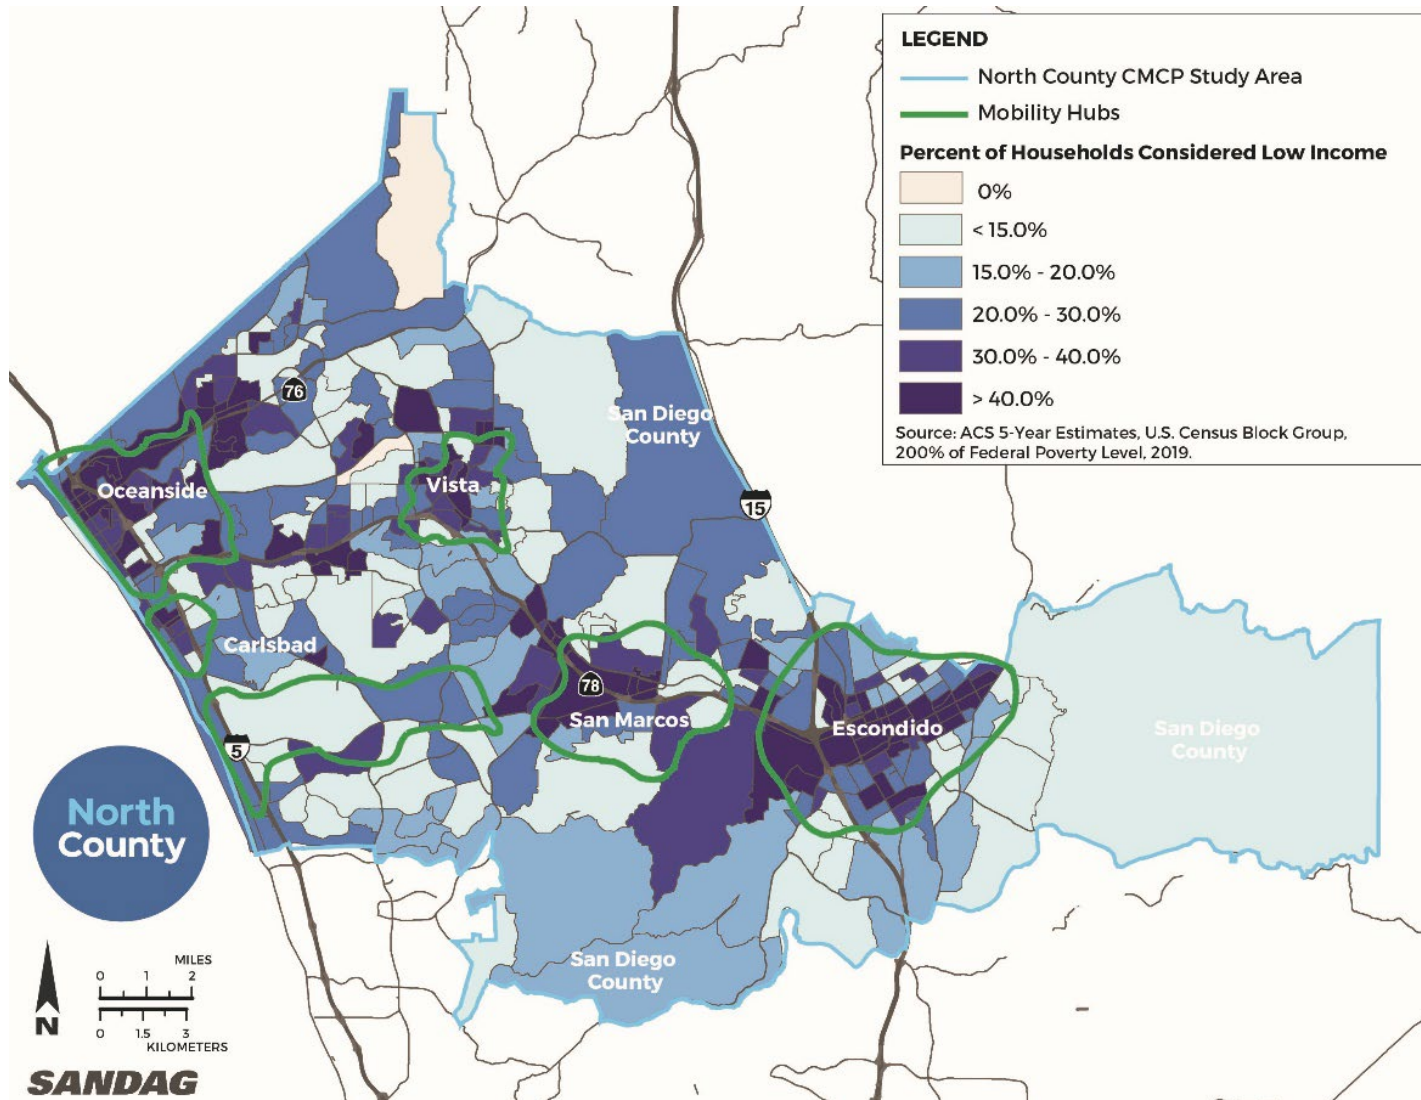 LEGEND
North County CMCP Study Area
Mobility Hubs
Percent of Households Considered Low Income
0%
< 15.0%
15.0% - 20.0%
20.0% - 30.0%
30.0% - 40.0%
> 40.0%
Source: ACS 5-Year Estimates, U.S. Census Block Group,
200% of Federal Poverty Level, 2019.
76
San Diego
County
Oceanside
Vista
15
Carlsbad
78
San Marcos
Escondido
San Diego
County
5
North
County
San Diego
County
N
MILES
0 1 2
0 1.5 3
KILOMETERS
SANDAG